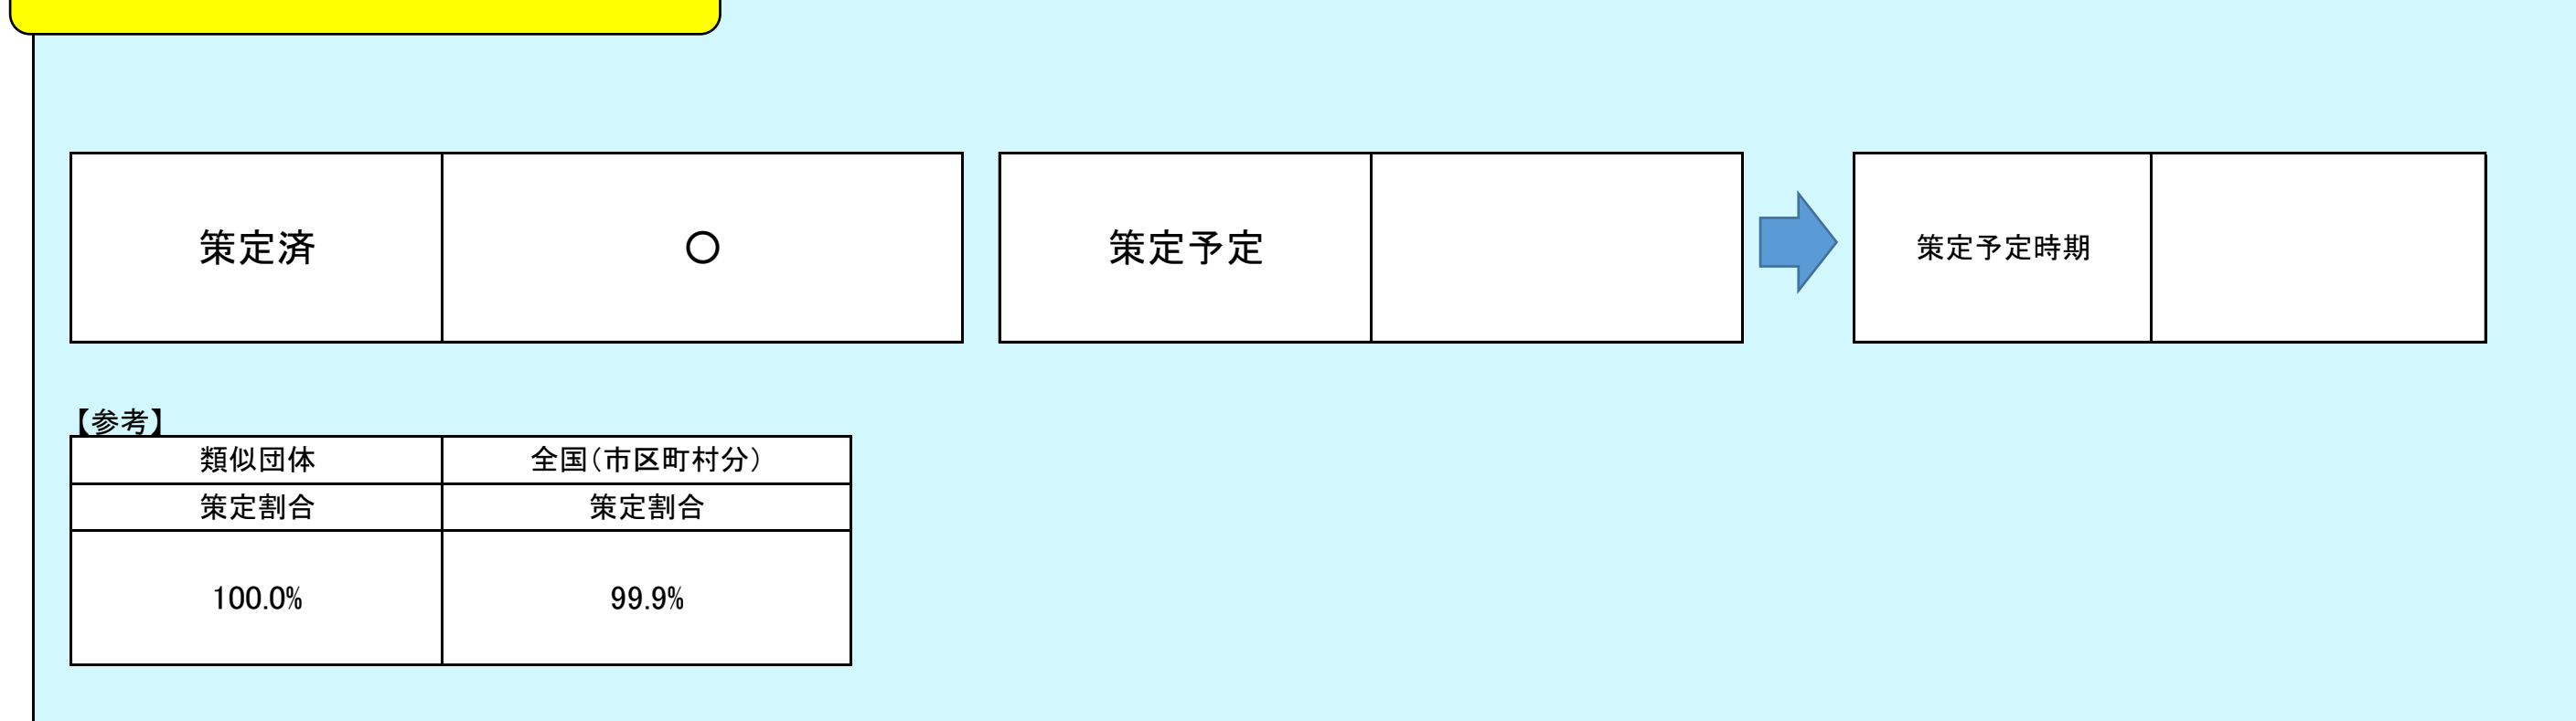 策定済 ○ 策定予定 策定予定時期
【参考】
類似団体 全国(市区町村分)
策定割合 策定割合
100.0% 99.9%